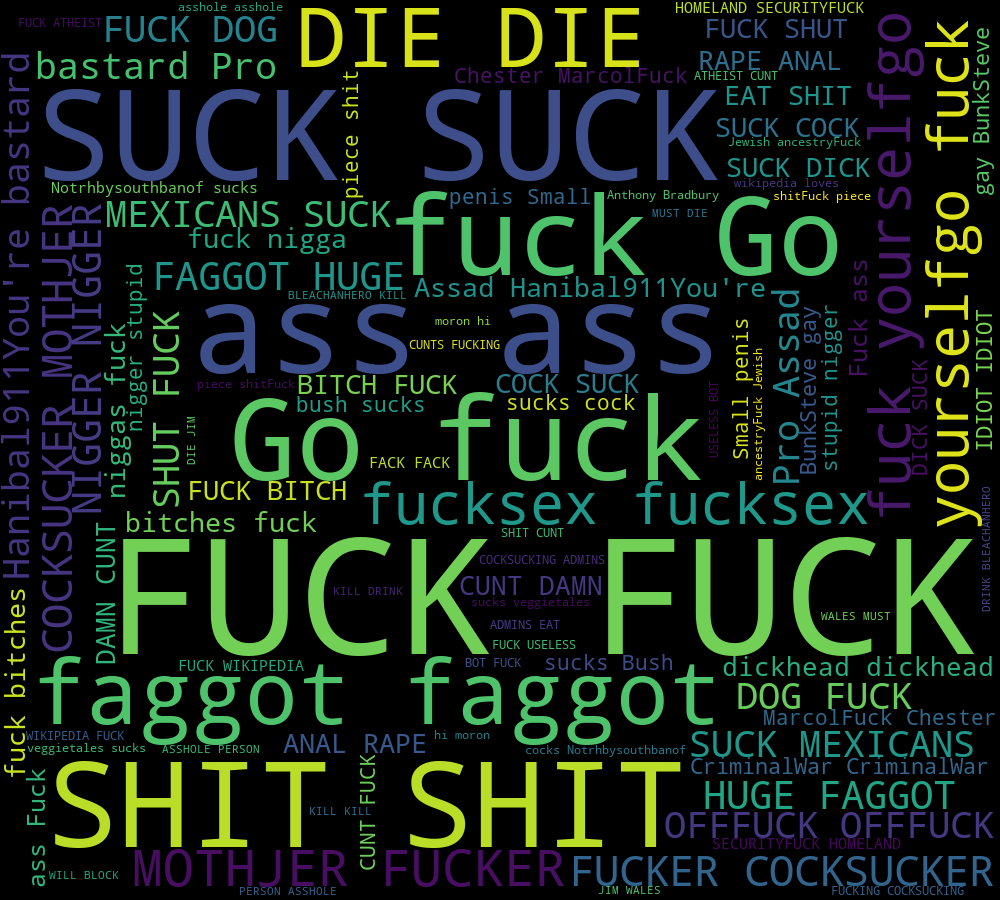 asshole asshole
FUCK ATHEIST
FUCK DOG
DIE DIE
HOMELAND SECURITYFUCK
FUCK SHUT
bastard Pro
RAPE ANAL
Chester MarcolFuck
ATHEIST CUNT
piece shit
SUCK SUCK
EAT SHIT
SUCK COCK
Jewish ancestryFuck
SUCK DICK
wikipedia loves
Notrhbysouthbanof sucks
penis Small
Anthony Bradbury
shitFuck piece
MUST DIE
MEXICANS SUCK
fuck Go
fuck nigga
FAGGOT HUGE
Assad Hanibal911You're
BLEACHANHERO KILL
moron hi
ass ass
CUNTS FUCKING
piece shitFuck
BITCH FUCK
COCK SUCK
bush sucks
sucks cock
Go fuck
FACK FACK
FUCK BITCH
fucksex fucksex
bitches fuck
SHIT CUNT
FUCK FUCK
COCKSUCKING ADMINS
KILL DRINK
CUNT DAMN
sucks veggietales
WALES MUST
ADMINS EAT
FUCK USELESS
FUCK WIKIPEDIA
BOT FUCK
sucks Bush
dickhead dickhead
faggot faggot
DOG FUCK
MarcolFuck Chester
WIKIPEDIA FUCK
veggietales sucks
ASSHOLE PERSON
ANAL RAPE
hi moron
cocks Notrhbysouthbanof
SUCK MEXICANS
CriminalWar CriminalWar
SHIT SHIT
HUGE FAGGOT
KILL KILL
OFFFUCK OFFFUCK
SECURITYFUCK HOMELAND
MOTHJER FUCKER
FUCKER COCKSUCKER
WILL BLOCK
PERSON ASSHOLE
JIM WALES
FUCKING COCKSUCKING
Hanibal911You're bastard
fuck bitches
COCKSUCKER MOTHJER
NIGGER NIGGER
niggas fuck
nigger stupid
SHUT FUCK
DIE JIM
DAMN CUNT
ass Fuck
CUNT FUCK
USELESS BOT
Small penis
ancestryFuck Jewish
Pro Assad
BunkSteve gay
stupid nigger
Fuck ass
fuck yourselfgo
DICK SUCK
yourselfgo fuck
gay BunkSteve
IDIOT IDIOT
DRINK BLEACHANHERO